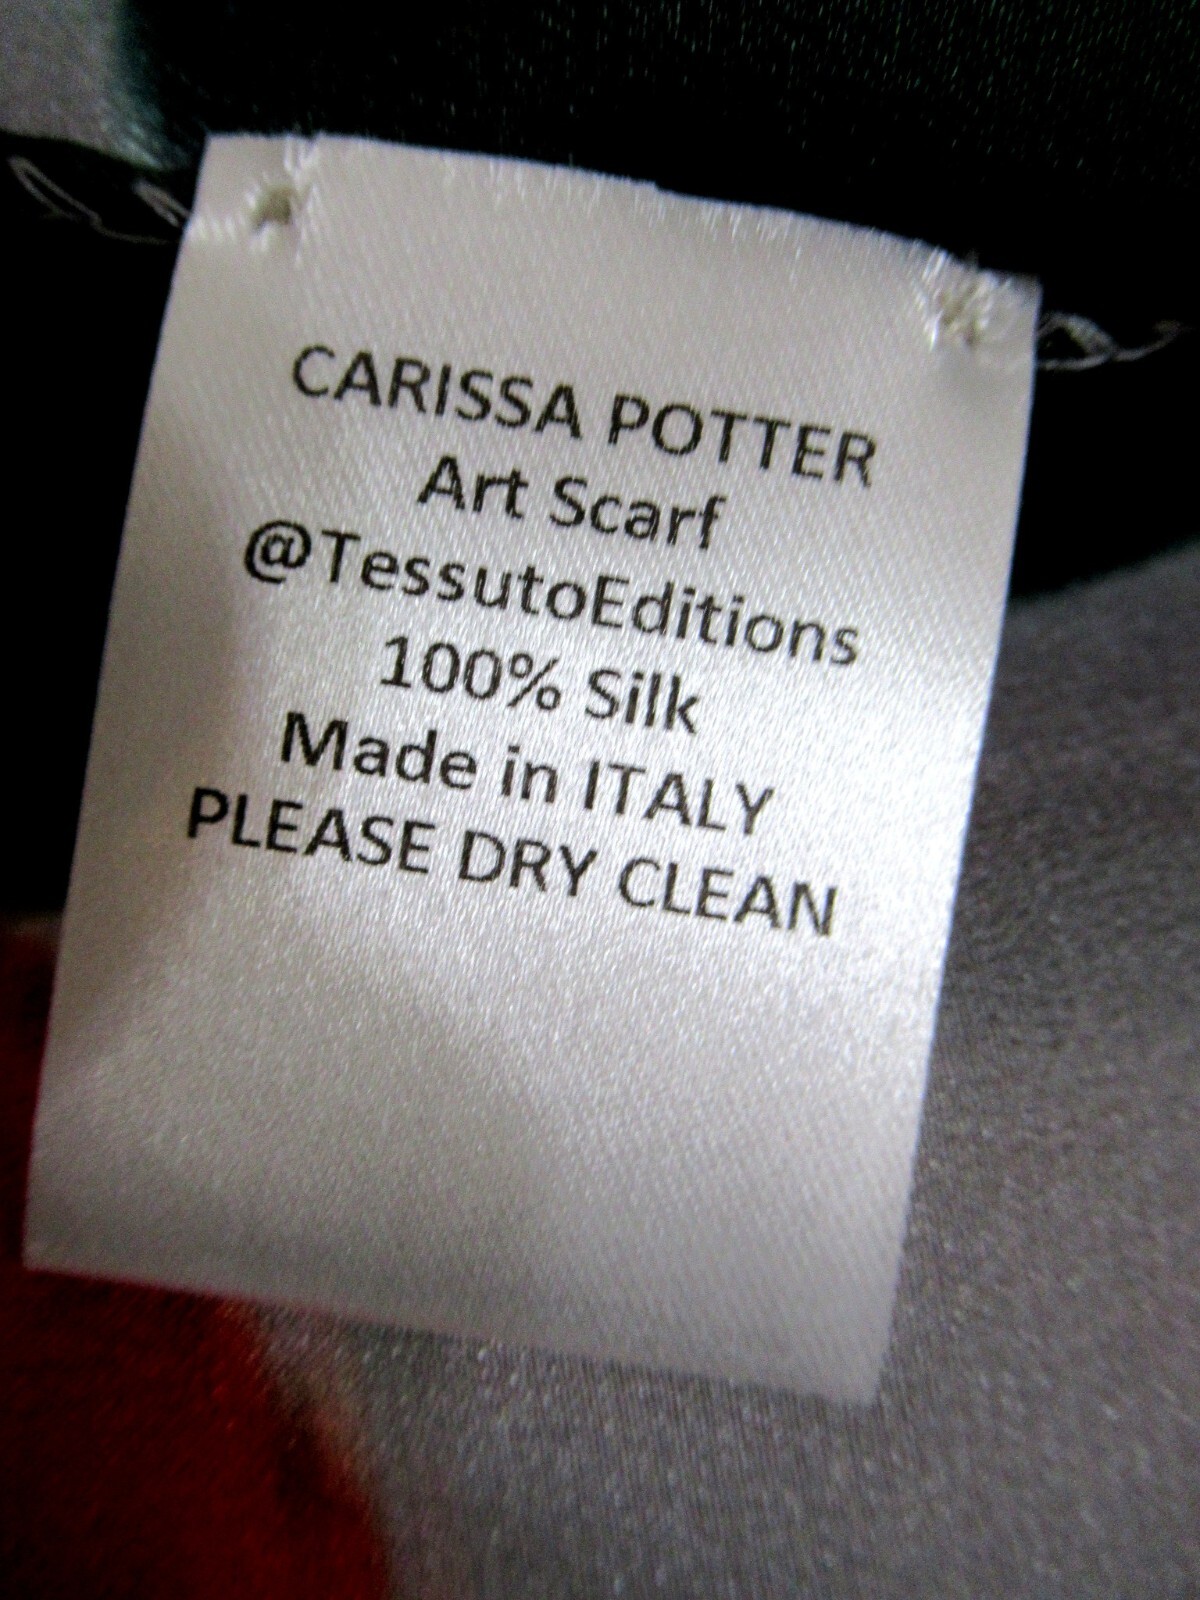 CARISSA POTTER
Art Scarf
@TessutoEditions
100% Silk
Made in ITALY
PLEASE DRY CLEAN